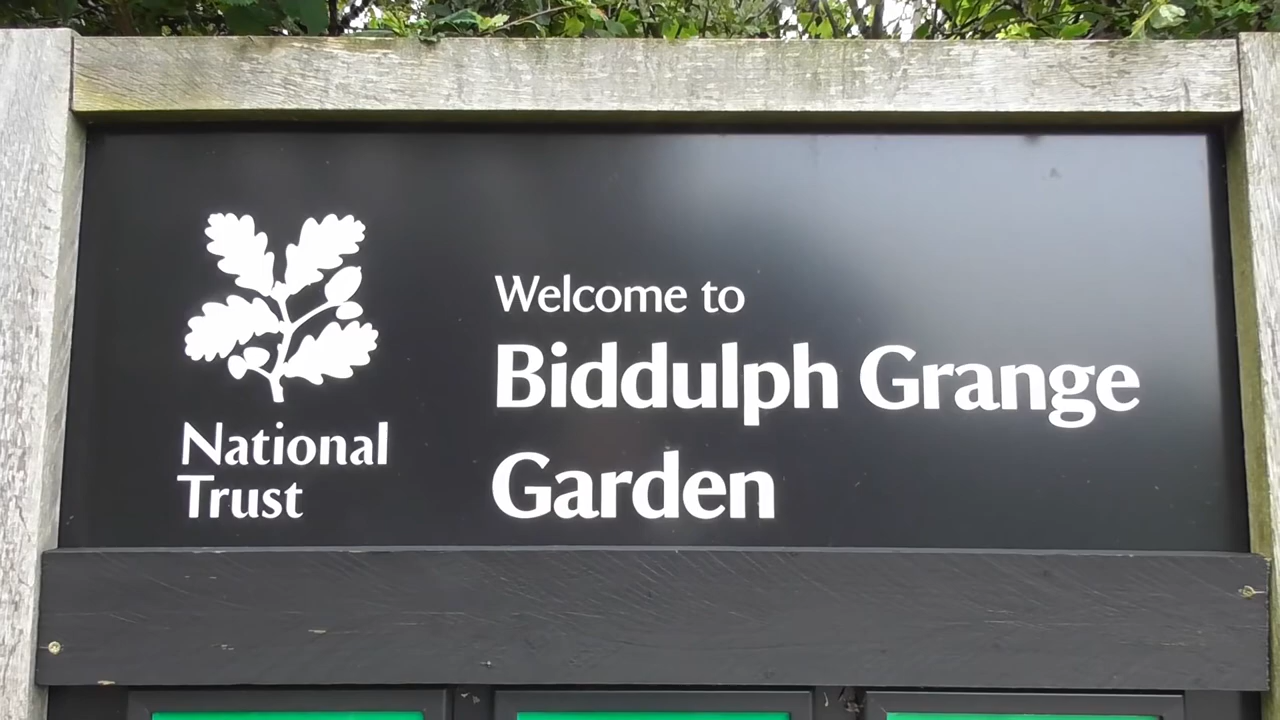 National
Trust
Welcome to
Biddulph Grange
Garden